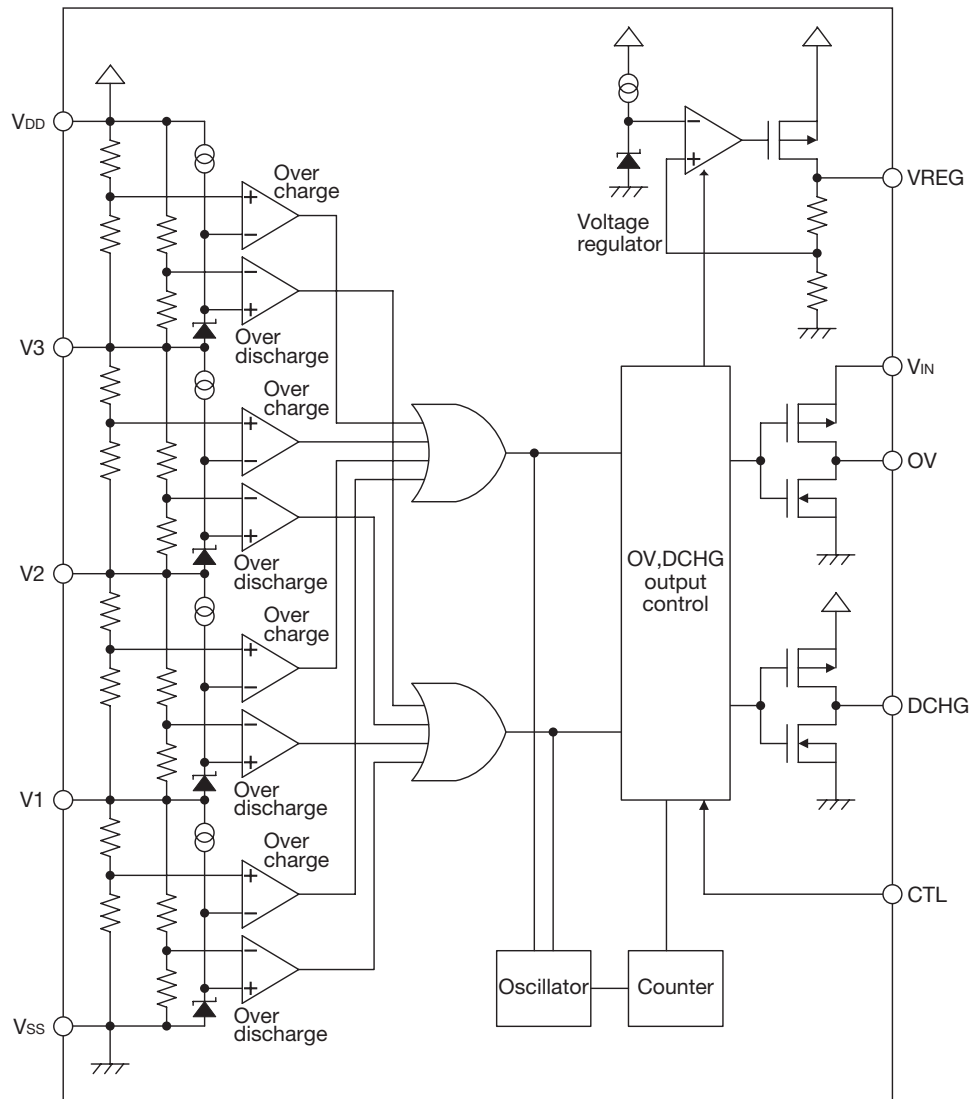 VDD
V3
V2
V1
VSS
Over
charge
+
−
−
+
Over
discharge
Over
charge
+
−
−
+
Over
discharge
Over
charge
+
−
−
+
Over
discharge
Over
charge
+
−
−
+
Over
discharge
−
+
Voltage
regulator
OV,DCHG
output
control
Oscillator
Counter
VREG
VIN
OV
DCHG
CTL